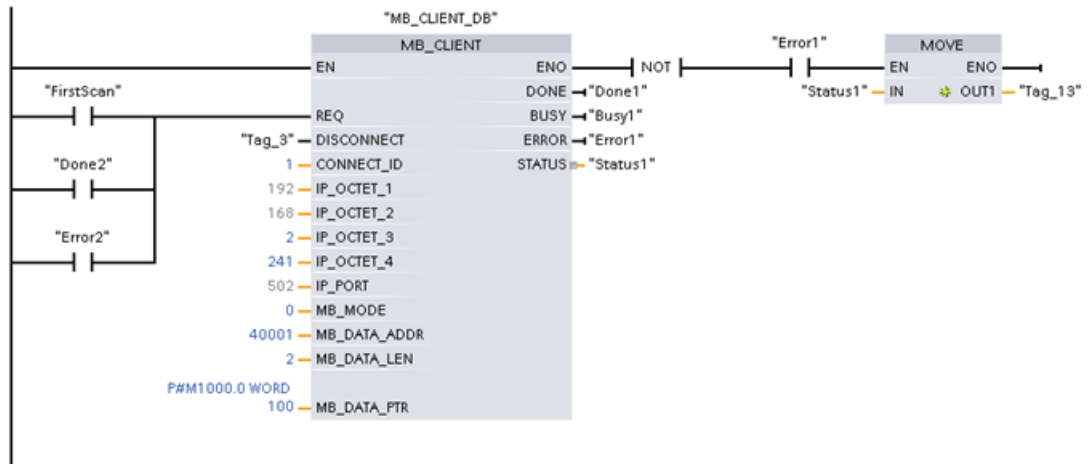 "MB_CLIENT_DB"
MB_CLIENT
"Error1"
MOVE
EN ENO NOT EN ENO
"FirstScan" DONE "Done1" "Status1" IN OUT1 "Tag_13"
REQ BUSY "Busy1"
"Tag_3" DISCONNECT ERROR "Error1"
"Done2" 1 CONNECT_ID STATUS "Status1"
192 IP_OCTET_1
168 IP_OCTET_2
"Error2" 2 IP_OCTET_3
241 IP_OCTET_4
502 IP_PORT
0 MB_MODE
40001 MB_DATA_ADDR
2 MB_DATA_LEN
P#M1000.0 WORD
100 MB_DATA_PTR